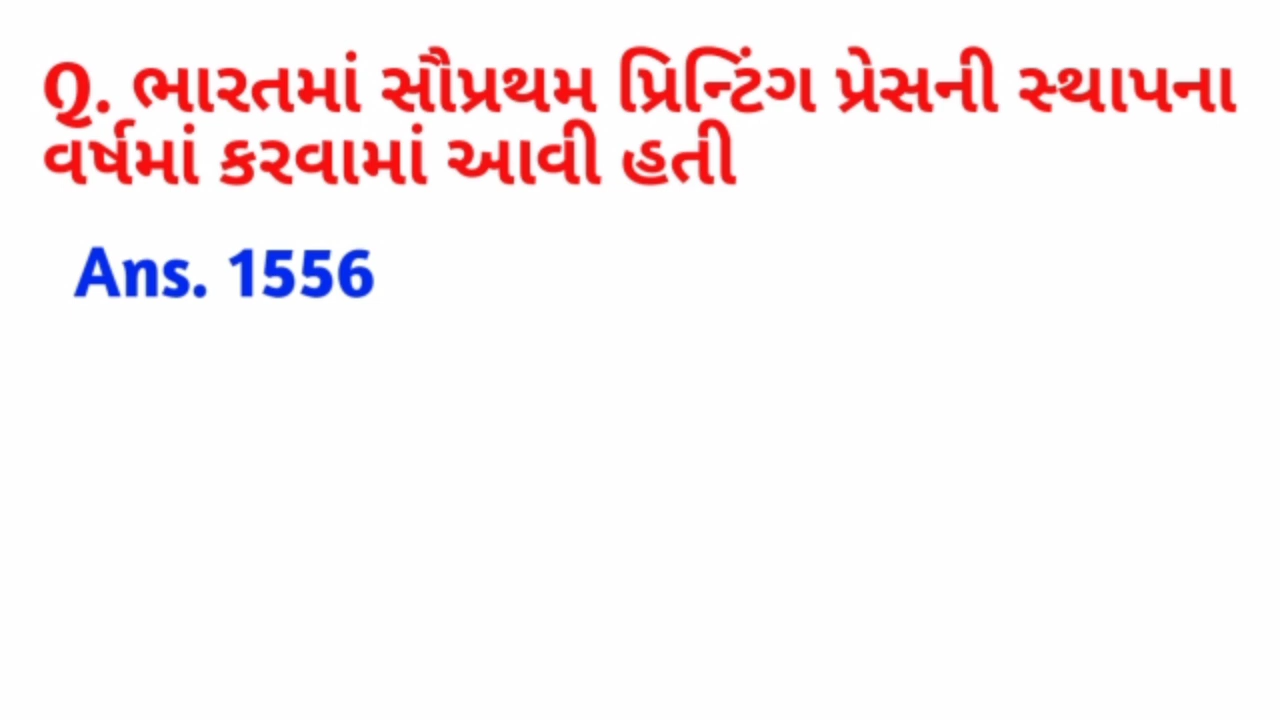 Q. ભારતમાં સૌપ્રથમ પ્રિન્ટિંગ પ્રેસની સ્થાપના
વર્ષમાં કરવામાં આવી હતી
Ans. 1556